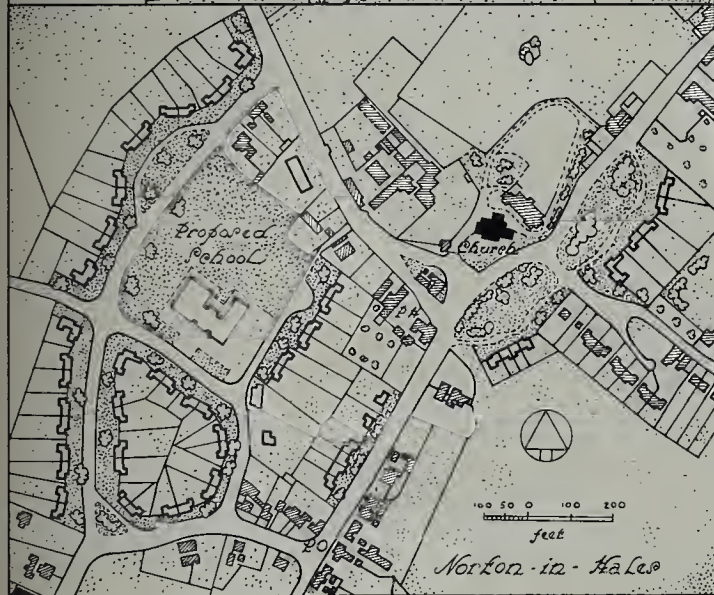 Proposed
School
Church
P.H
P.O
100 50 0 100 200
feet
Norton-in-Hales